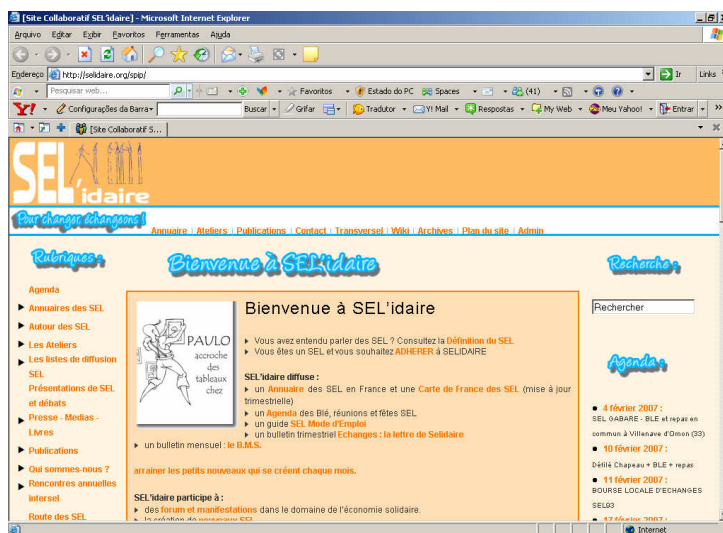 [Site Collaboratif SEL'idaire] - Microsoft Internet Explorer
Arquivo Editar Exibir Favoritos Ferramentas Ajuda
Endereço http://selidaire.org/spip/ Ir Links
Pesquisar web... Favoritos Estado do PC Spaces (41)
Y! Configurações da Barra Buscar Grifar Tradutor Y! Mail Respostas My Web Meu Yahoo! Entrar
[Site Collaboratif S...
SEL'idaire
Pour changer, échangeons !
Annuaire | Ateliers | Publications | Contact | Transversel | Wiki | Archives | Plan du site | Admin
Rubriques :
Agenda
Annuaires des SEL
Autour des SEL
Les Ateliers
Les listes de diffusion
SEL
Présentations de SEL
et débats
Presse - Medias -
Livres
Publications
Qui sommes-nous ?
Rencontres annuelles
intersel
Route des SEL
Bienvenue à SEL'idaire
PAULO
accroche
des
tableaux
chez
Bienvenue à SEL'idaire
Vous avez entendu parler des SEL ? Consultez la Définition du SEL
Vous êtes un SEL et vous souhaitez ADHERER à SELIDAIRE
SEL'idaire diffuse :
un Annuaire des SEL en France et une Carte de France des SEL (mise à jour
trimestrielle)
un Agenda des Blé, réunions et fêtes SEL
un guide SEL Mode d'Emploi
un bulletin trimestriel Echanges : la lettre de Selidaire
un bulletin mensuel : le B.M.S.
arrainer les petits nouveaux qui se créent chaque mois.
SEL'idaire participe à :
des forum et manifestations dans le domaine de l'économie solidaire.
la création de nouveaux SEL
Recherche :
Rechercher
Agenda :
4 février 2007 :
SEL GABARE - BLE et repas en
commun à Villenave d'Ornon (33)
10 février 2007 :
Défilé Chapeau + BLE + repas
11 février 2007 :
BOURSE LOCALE D'ECHANGES
SEL93
17 février 2007 :
Internet